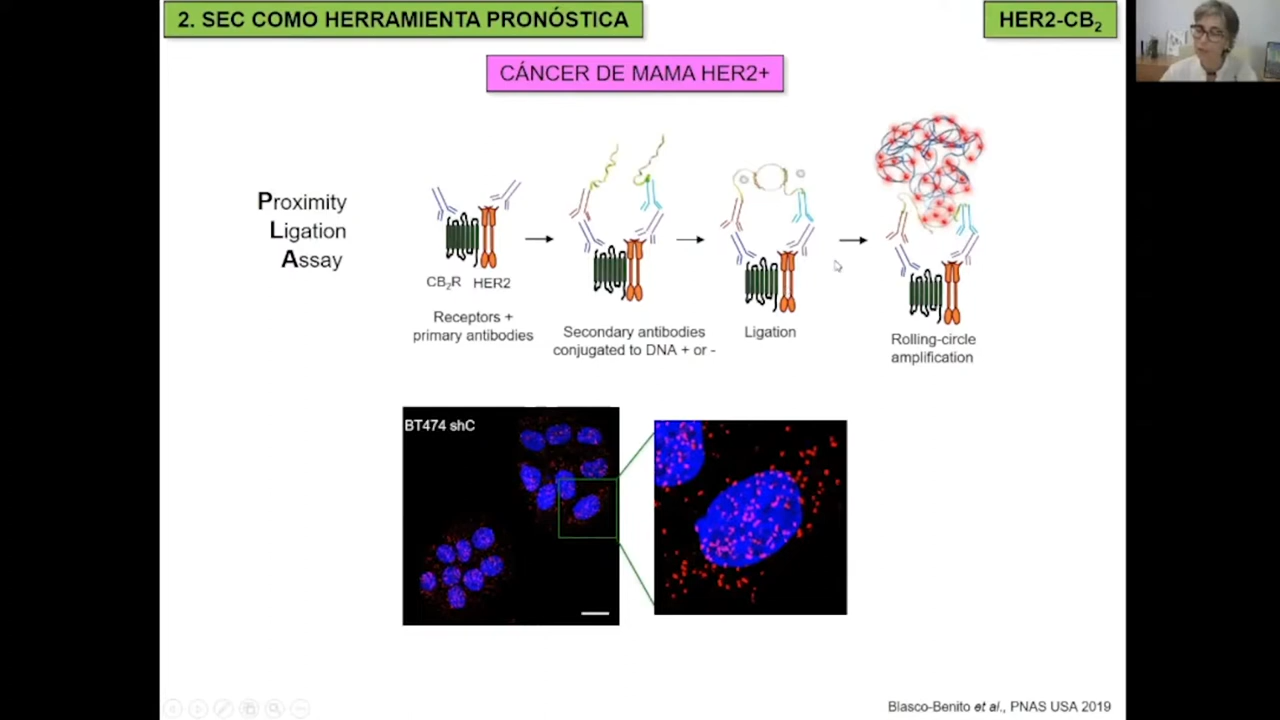 2. SEC COMO HERRAMIENTA PRONÓSTICA
HER2-CB₂
CÁNCER DE MAMA HER2+
Proximity
Ligation
Assay
CB₂R HER2
Receptors +
primary antibodies
Secondary antibodies
conjugated to DNA + or -
Ligation
Rolling-circle
amplification
BT474 shC
Blasco-Benito et al., PNAS USA 2019